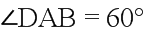 ∠DAB = 60°